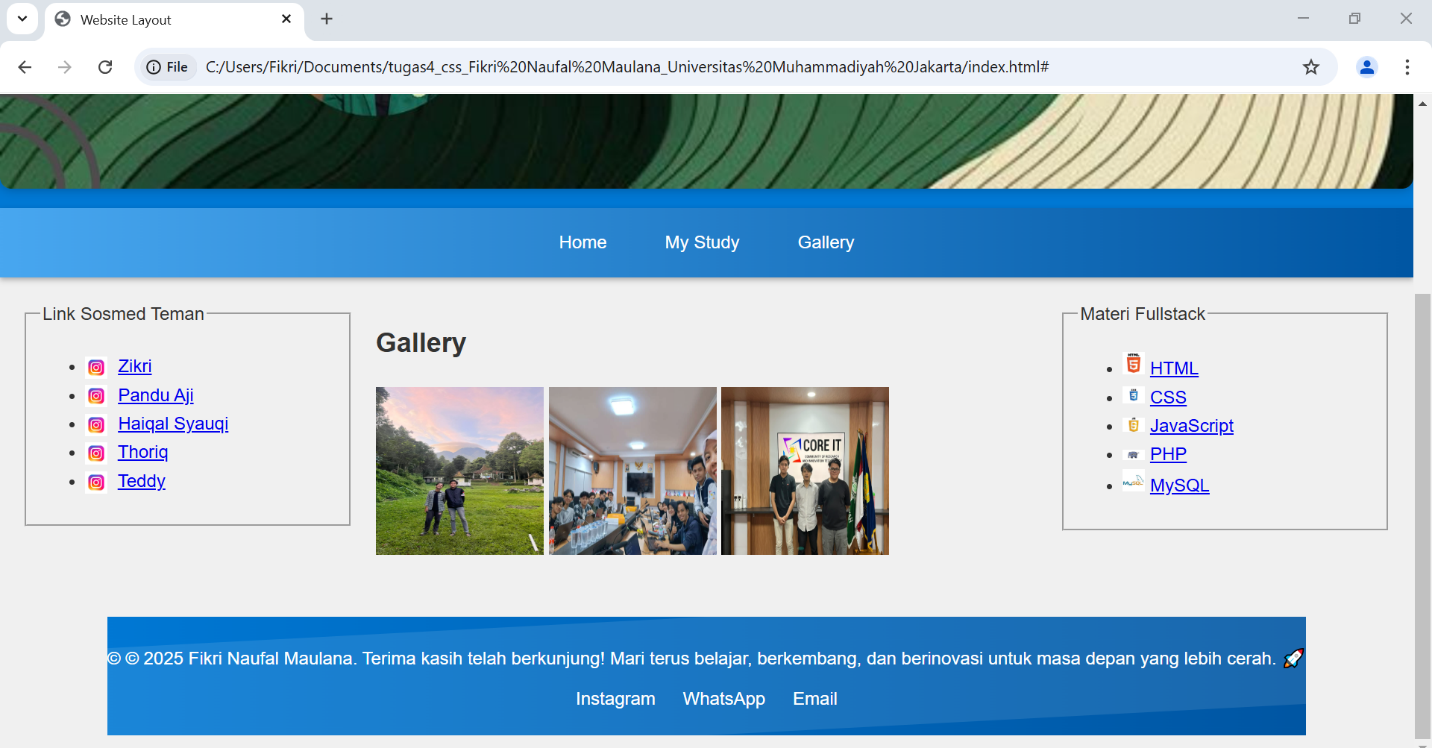 Website Layout
File C:/Users/Fikri/Documents/tugas4_css_Fikri%20Naufal%20Maulana_Universitas%20Muhammadiyah%20Jakarta/index.html#
Home My Study Gallery
Link Sosmed Teman
Zikri
Pandu Aji
Haiqal Syauqi
Thoriq
Teddy
Gallery
CORE IT
Materi Fullstack
HTML
HTML
CSS
JavaScript
PHP
MySQL
MySQL
© © 2025 Fikri Naufal Maulana. Terima kasih telah berkunjung! Mari terus belajar, berkembang, dan berinovasi untuk masa depan yang lebih cerah. 🚀
Instagram WhatsApp Email